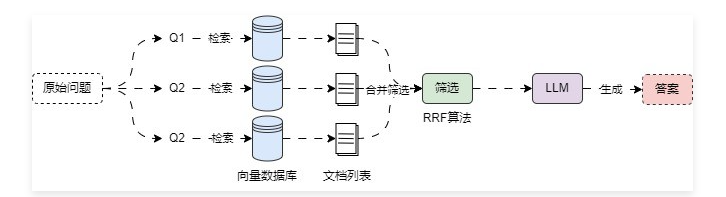 Q1
检索
原始问题
Q2
检索
合并筛选
筛选
LLM
生成
答案
RRF算法
Q2
检索
向量数据库
文档列表